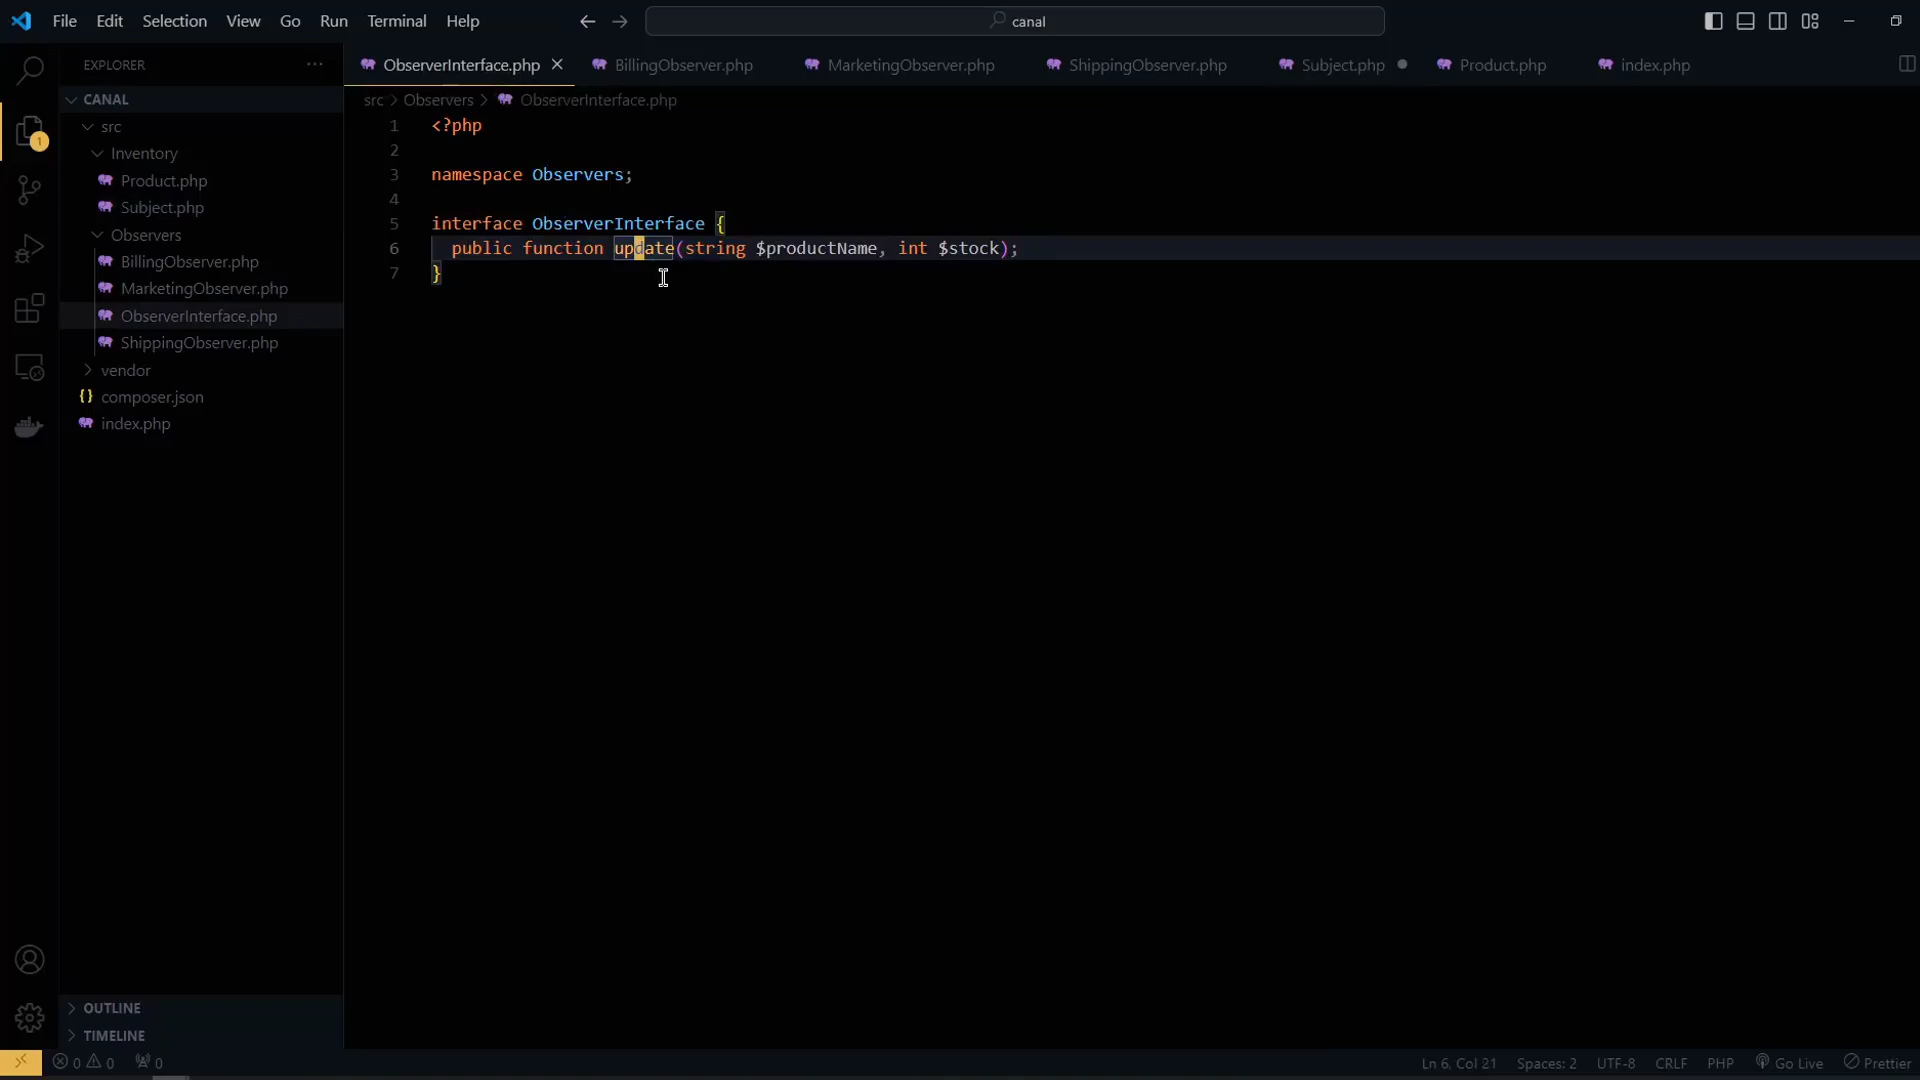 File Edit Selection View Go Run Terminal Help
canal
EXPLORER
ObserverInterface.php
BillingObserver.php
MarketingObserver.php
ShippingObserver.php
Subject.php
Product.php
index.php
CANAL
src
Inventory
Product.php
Subject.php
Observers
BillingObserver.php
MarketingObserver.php
ObserverInterface.php
ShippingObserver.php
vendor
{} composer.json
index.php
OUTLINE
TIMELINE
src > Observers > ObserverInterface.php
1 <?php
2
3 namespace Observers;
4
5 interface ObserverInterface {
6 public function update(string $productName, int $stock);
7 }
1
0 0 0
Ln 6, Col 21 Spaces: 2 UTF-8 CRLF PHP Go Live Prettier